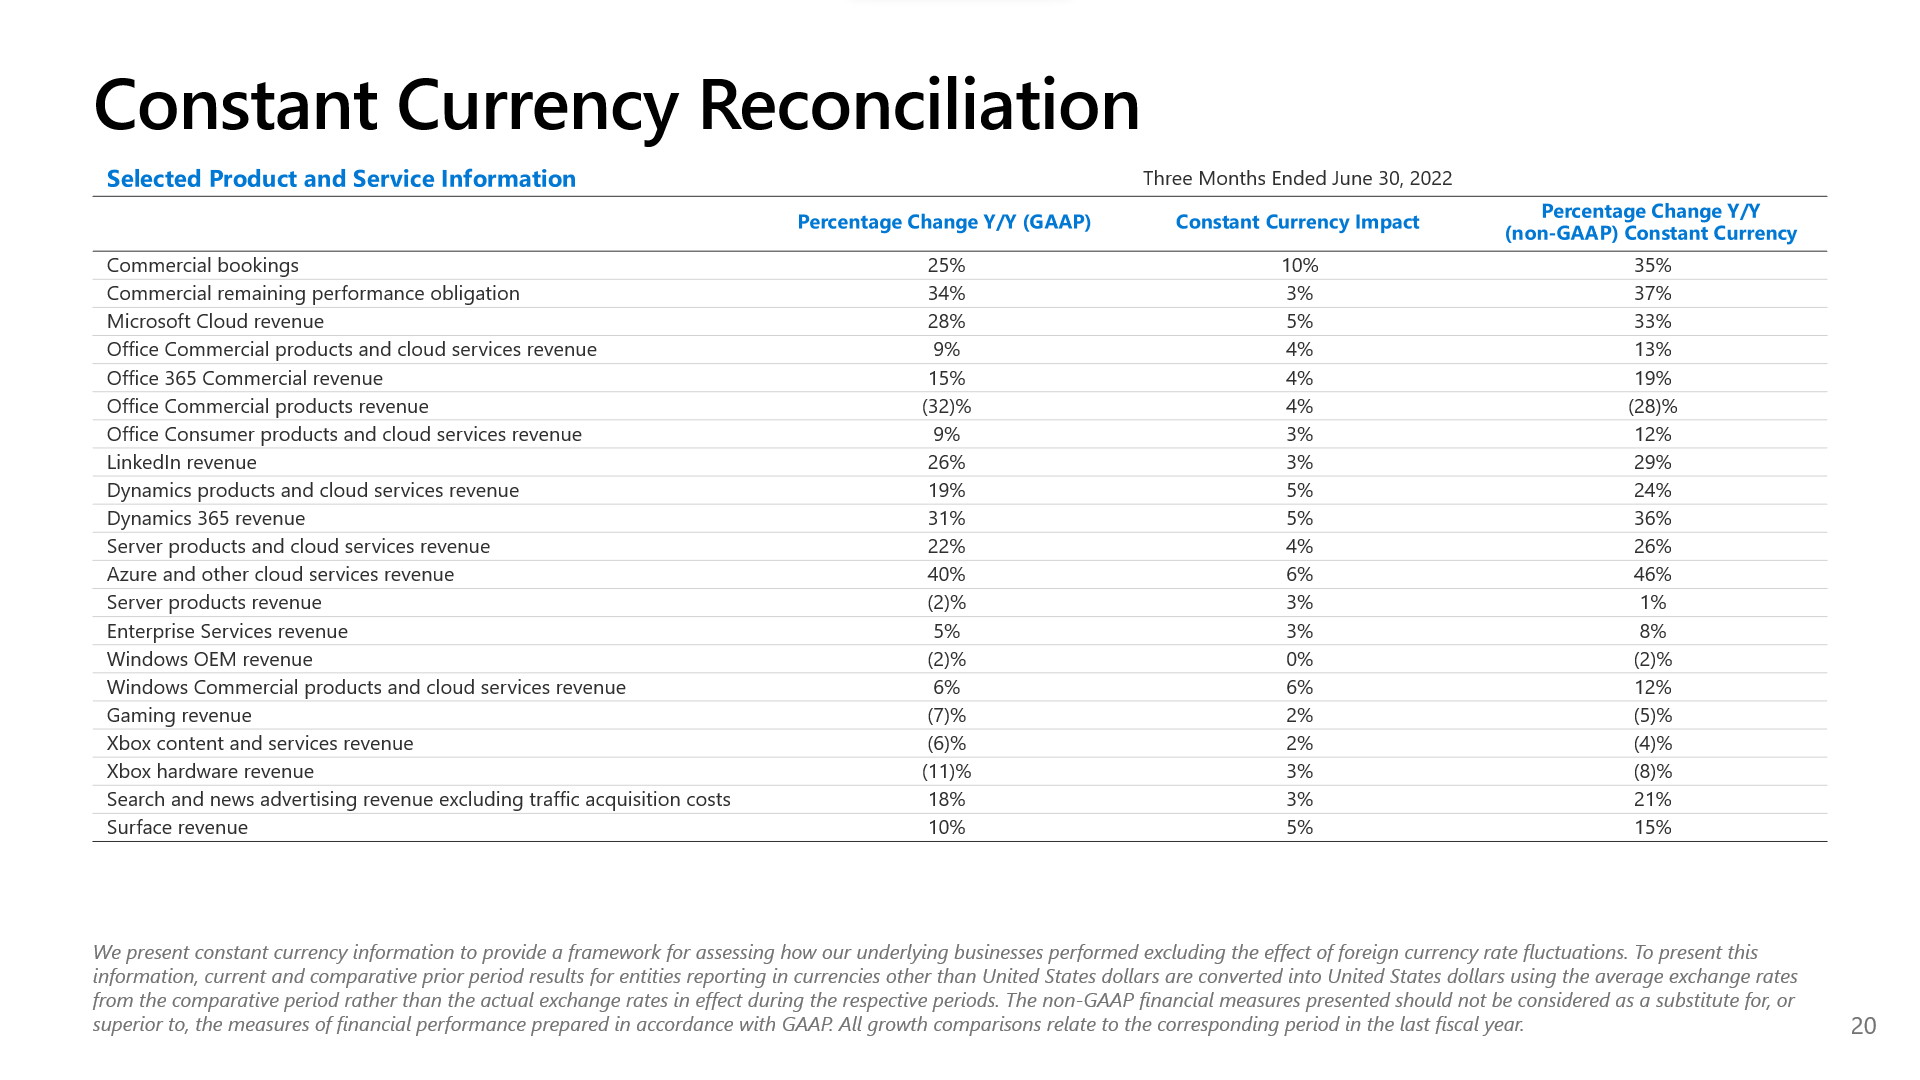 Constant Currency Reconciliation
Selected Product and Service Information Three Months Ended June 30, 2022
Percentage Change Y/Y (GAAP) Constant Currency Impact Percentage Change Y/Y
(non-GAAP) Constant Currency
Commercial bookings 25% 10% 35%
Commercial remaining performance obligation 34% 3% 37%
Microsoft Cloud revenue 28% 5% 33%
Office Commercial products and cloud services revenue 9% 4% 13%
Office 365 Commercial revenue 15% 4% 19%
Office Commercial products revenue (32)% 4% (28)%
Office Consumer products and cloud services revenue 9% 3% 12%
LinkedIn revenue 26% 3% 29%
Dynamics products and cloud services revenue 19% 5% 24%
Dynamics 365 revenue 31% 5% 36%
Server products and cloud services revenue 22% 4% 26%
Azure and other cloud services revenue 40% 6% 46%
Server products revenue (2)% 3% 1%
Enterprise Services revenue 5% 3% 8%
Windows OEM revenue (2)% 0% (2)%
Windows Commercial products and cloud services revenue 6% 6% 12%
Gaming revenue (7)% 2% (5)%
Xbox content and services revenue (6)% 2% (4)%
Xbox hardware revenue (11)% 3% (8)%
Search and news advertising revenue excluding traffic acquisition costs 18% 3% 21%
Surface revenue 10% 5% 15%
We present constant currency information to provide a framework for assessing how our underlying businesses performed excluding the effect of foreign currency rate fluctuations. To present this
information, current and comparative prior period results for entities reporting in currencies other than United States dollars are converted into United States dollars using the average exchange rates
from the comparative period rather than the actual exchange rates in effect during the respective periods. The non-GAAP financial measures presented should not be considered as a substitute for, or
superior to, the measures of financial performance prepared in accordance with GAAP. All growth comparisons relate to the corresponding period in the last fiscal year.
20